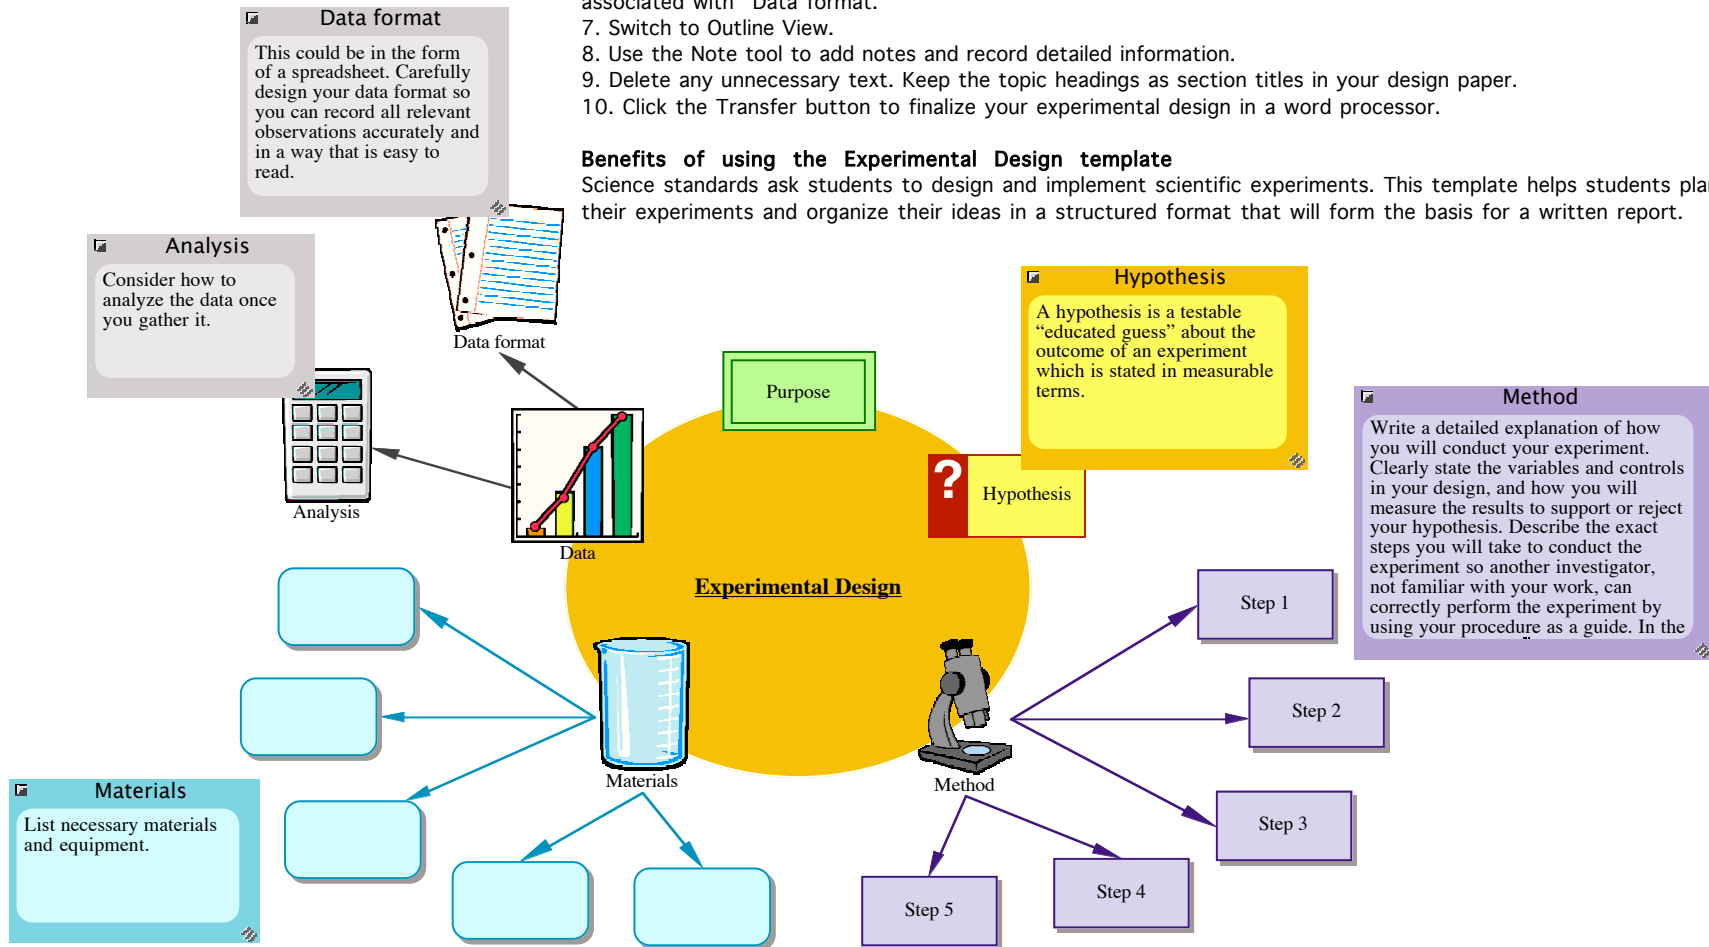 associated with "Data format.
7. Switch to Outline View.
8. Use the Note tool to add notes and record detailed information.
9. Delete any unnecessary text. Keep the topic headings as section titles in your design paper.
10. Click the Transfer button to finalize your experimental design in a word processor.
Benefits of using the Experimental Design template
Science standards ask students to design and implement scientific experiments. This template helps students plan
their experiments and organize their ideas in a structured format that will form the basis for a written report.
Data format
This could be in the form
of a spreadsheet. Carefully
design your data format so
you can record all relevant
observations accurately and
in a way that is easy to
read.
Analysis
Consider how to
analyze the data once
you gather it.
Data format
Analysis
Data
Purpose
Hypothesis
A hypothesis is a testable
“educated guess” about the
outcome of an experiment
which is stated in measurable
terms.
?
Hypothesis
Method
Write a detailed explanation of how
you will conduct your experiment.
Clearly state the variables and controls
in your design, and how you will
measure the results to support or reject
your hypothesis. Describe the exact
steps you will take to conduct the
experiment so another investigator,
not familiar with your work, can
correctly perform the experiment by
using your procedure as a guide. In the
Experimental Design
Step 1
Step 2
Step 3
Step 4
Step 5
Method
Materials
Materials
List necessary materials
and equipment.